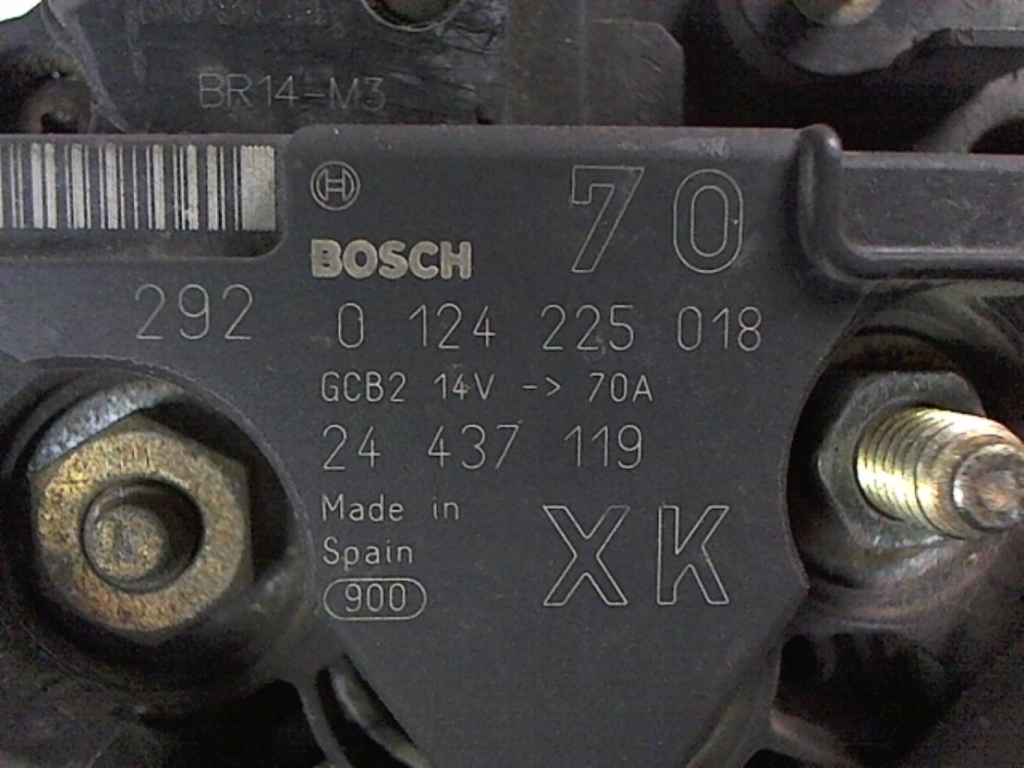 BR14-M3
70
BOSCH
292
0 124 225 018
GCB2 14V -> 70A
24 437 119
Made in
Spain
XK
900